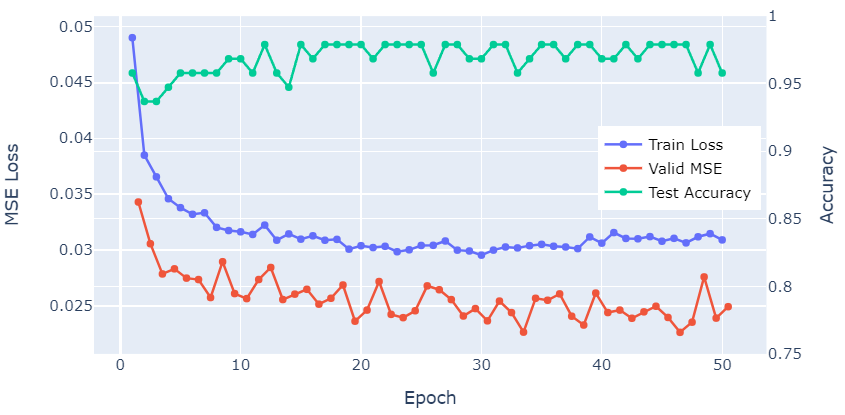 MSE Loss
0.05
0.045
0.04
0.035
0.03
0.025
1
0.95
0.9
0.85
0.8
0.75
Accuracy
Train Loss
Valid MSE
Test Accuracy
0 10 20 30 40 50
Epoch